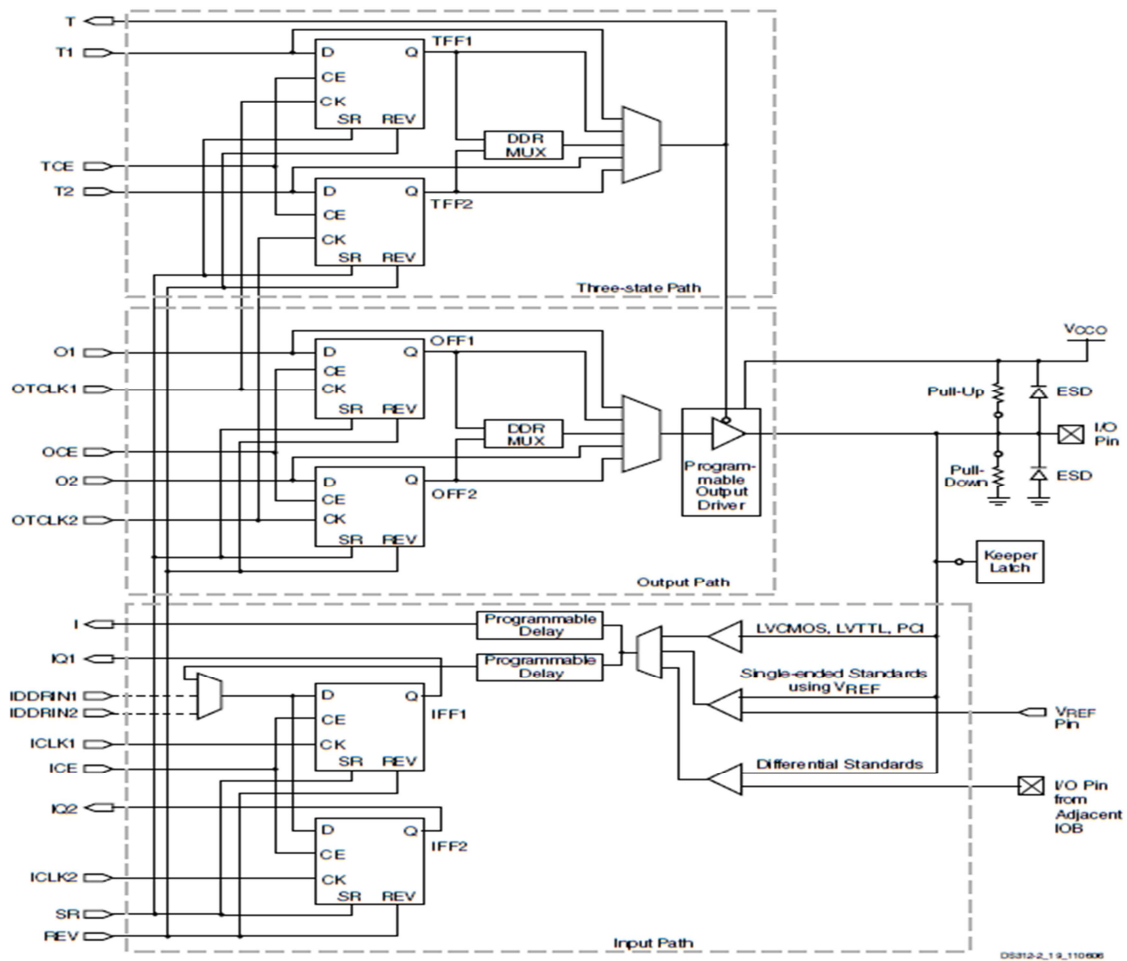 T
T1
D
Q
TFF1
CE
CK
SR REV
DDR
MUX
TCE
T2
D
Q
TFF2
CE
CK
SR REV
Three-state Path
O1
D
Q
OFF1
CE
OTCLK1
CK
SR REV
DDR
MUX
OCE
O2
D
Q
OFF2
CE
OTCLK2
CK
SR REV
Output Path
VCCO
Pull-Up
ESD
I/O
Pin
Pull-
Down
ESD
Program-
mable
Output
Driver
Keeper
Latch
I
Programmable
Delay
LVCMOS, LVTTL, PCI
IQ1
Programmable
Delay
Single-ended Standards
using VREF
IDDRIN1
IDDRIN2
D
Q
IFF1
CE
VREF
Pin
ICLK1
CK
ICE
SR REV
Differential Standards
I/O Pin
from
Adjacent
IOB
IQ2
D
Q
IFF2
CE
ICLK2
CK
SR REV
SR
REV
Input Path
DS312-2_19_110606